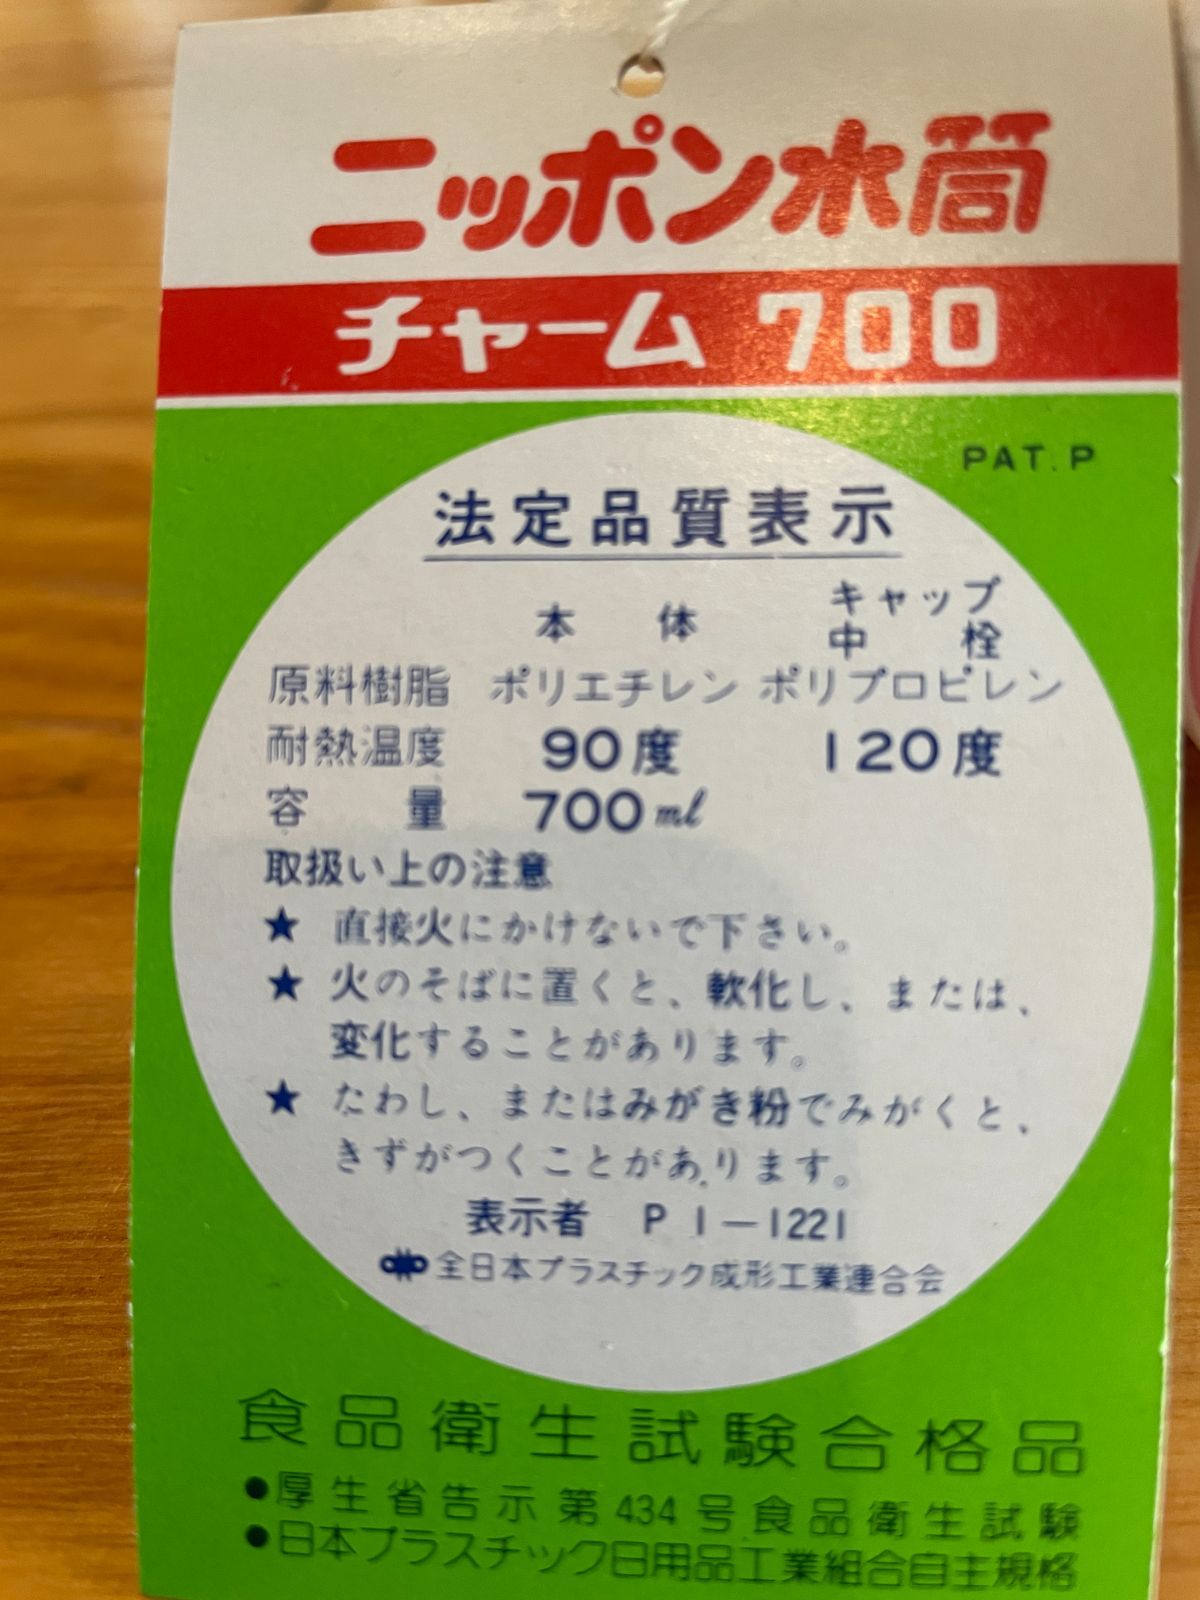 ニッポン水筒
チャーム 700
PAT. P
法定品質表示
本体 キャップ
中栓
原料樹脂 ポリエチレン ポリプロピレン
耐熱温度 90度 120度
容量 700ml
取扱い上の注意
★ 直接火にかけないで下さい。
★ 火のそばに置くと、軟化し、または、
変化することがあります。
★ たわし、またはみがき粉でみがくと、
きずがつくことがあります。
表示者 P1-1221
全日本プラスチック成形工業連合会
食品衛生試験合格品
●厚生省告示第434号食品衛生試験
●日本プラスチック日用品工業組合自主規格